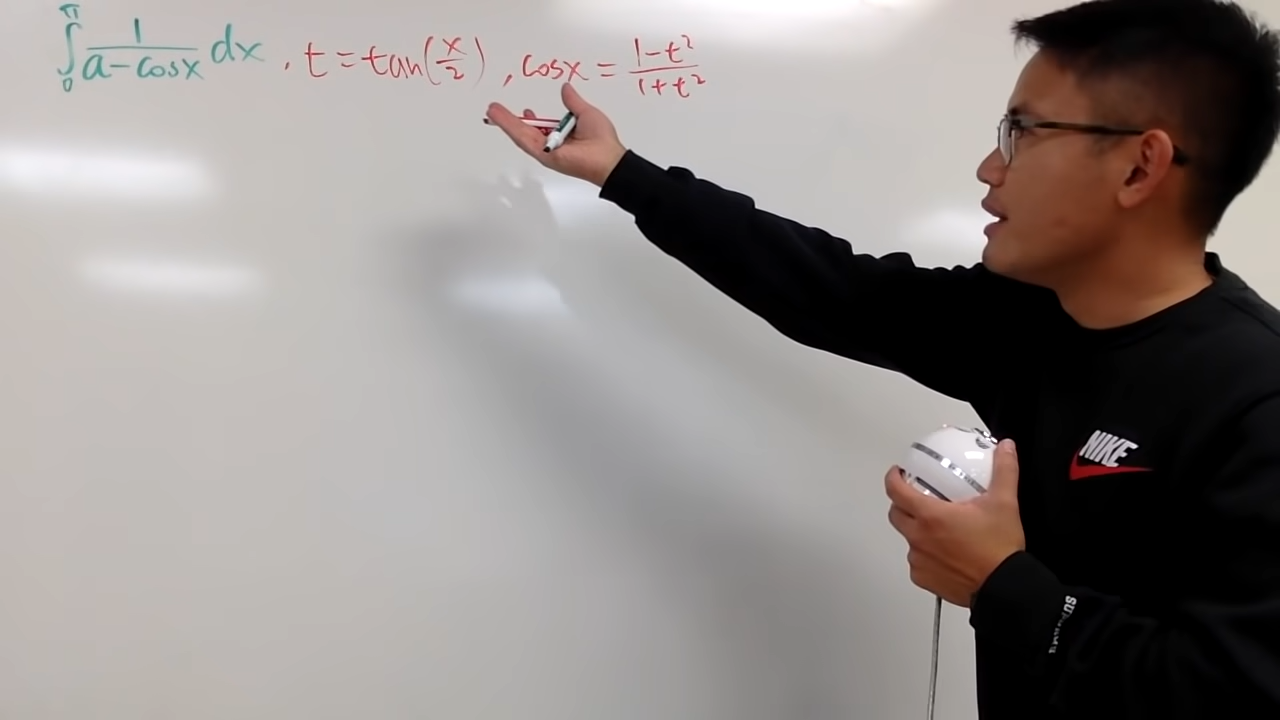 ∫₀^π 1/(a-cosx) dx , t = tan(x/2) , cosx = (1-t²)/(1+t²)
NIKE